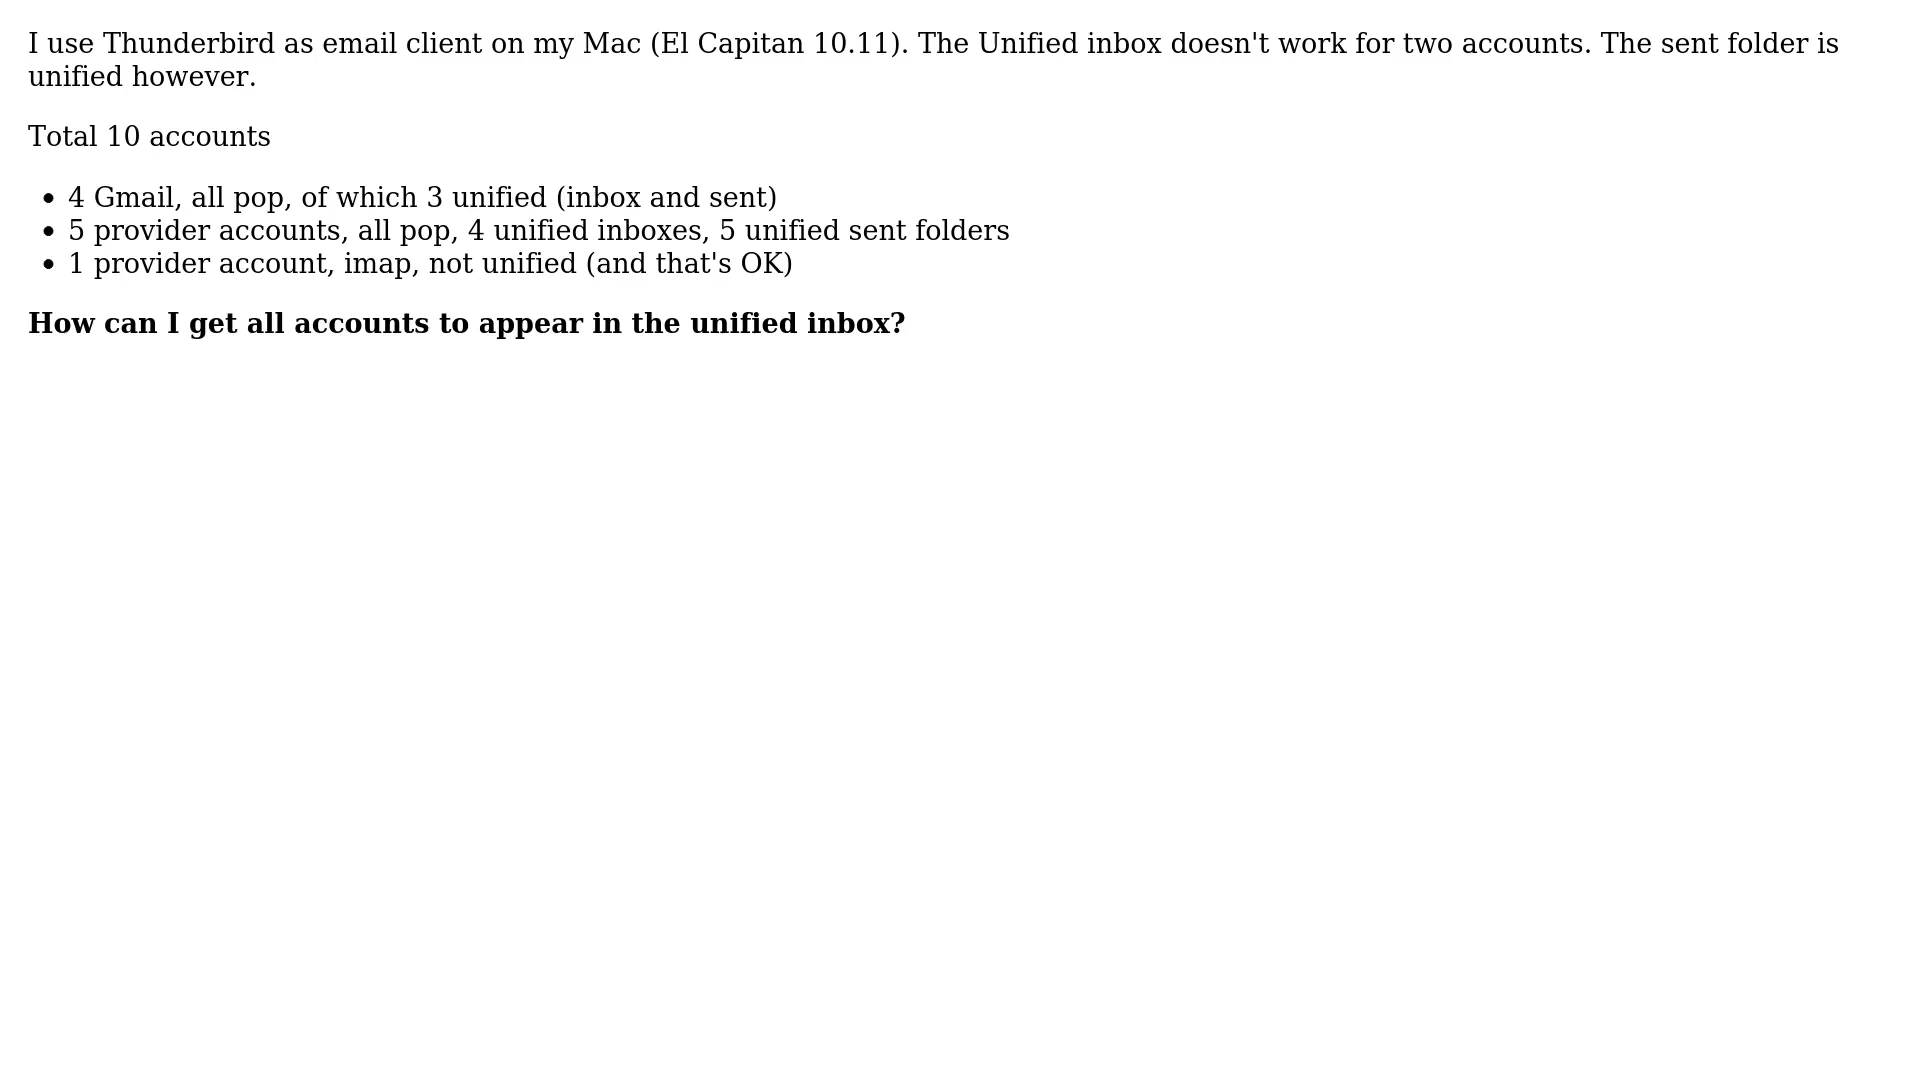 I use Thunderbird as email client on my Mac (El Capitan 10.11). The Unified inbox doesn't work for two accounts. The sent folder is
unified however.
Total 10 accounts
• 4 Gmail, all pop, of which 3 unified (inbox and sent)
• 5 provider accounts, all pop, 4 unified inboxes, 5 unified sent folders
• 1 provider account, imap, not unified (and that's OK)
How can I get all accounts to appear in the unified inbox?